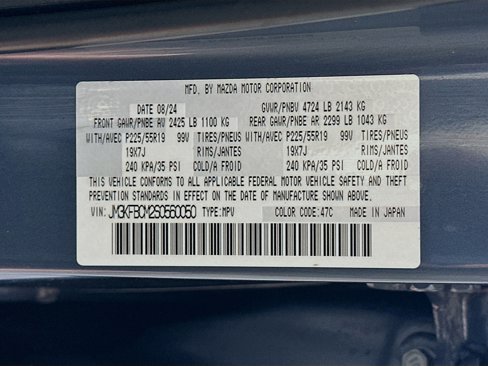 MFD. BY MAZDA MOTOR CORPORATION
DATE 08/24 GVWR/PNBV 4724 LB 2143 KG
FRONT GAWR/PNBE AV 2425 LB 1100 KG REAR GAWR/PNBE AR 2299 LB 1043 KG
WITH/AVEC P225/55R19 99V TIRES/PNEUS WITH/AVEC P225/55R19 99V TIRES/PNEUS
19X7J RIMS/JANTES 19X7J RIMS/JANTES
240 KPA/35 PSI COLD/A FROID 240 KPA/35 PSI COLD/A FROID
THIS VEHICLE CONFORMS TO ALL APPLICABLE FEDERAL MOTOR VEHICLE SAFETY AND THEFT
PREVENTION STANDARDS IN EFFECT ON THE DATE OF MANUFACTURE SHOWN ABOVE.
VIN: JM3KFBCM2S0560050 TYPE:MPV COLOR CODE:47C MADE IN JAPAN